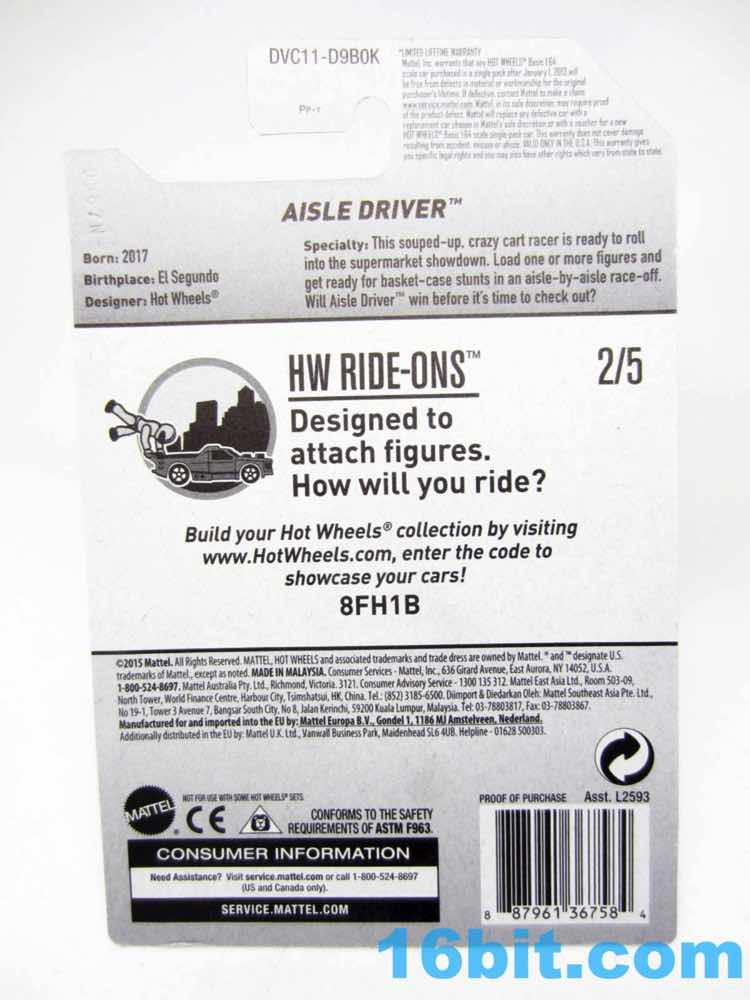 DVC11-D9B0K
PP-1
*LIMITED LIFETIME WARRANTY
Mattel, Inc. warrants that any HOT WHEELS® Basic 1:64
scale car purchased in a single pack after January 1, 2013 will
be free from defects in material or workmanship for the original
purchaser's lifetime. If defective, contact Mattel to make a claim
www.service.mattel.com. Mattel, in its sole discretion, may require proof
of the product defect. Mattel will replace any defective car with a
replacement car chosen in Mattel's sole discretion or with a voucher for a new
HOT WHEELS® Basic 1:64 scale single-pack car. This warranty does not cover damage
resulting from accident, misuse or abuse. VALID ONLY IN THE U.S.A. This warranty gives
you specific legal rights and you may also have other rights which vary from state to state.
AISLE DRIVER™
Born: 2017
Birthplace: El Segundo
Designer: Hot Wheels®
Specialty: This souped-up, crazy cart racer is ready to roll
into the supermarket showdown. Load one or more figures and
get ready for basket-case stunts in an aisle-by-aisle race-off.
Will Aisle Driver™ win before it's time to check out?
HW RIDE-ONS™ 2/5
Designed to
attach figures.
How will you ride?
Build your Hot Wheels® collection by visiting
www.HotWheels.com, enter the code to
showcase your cars!
8FH1B
©2015 Mattel. All Rights Reserved. MATTEL, HOT WHEELS and associated trademarks and trade dress are owned by Mattel. ® and ™ designate U.S.
trademarks of Mattel, except as noted. MADE IN MALAYSIA. Consumer Services - Mattel, Inc., 636 Girard Avenue, East Aurora, NY 14052, U.S.A.
1-800-524-8697. Mattel Australia Pty. Ltd., Richmond, Victoria. 3121. Consumer Advisory Service - 1300 135 312. Mattel East Asia Ltd., Room 503-09,
North Tower, World Finance Centre, Harbour City, Tsimshatsui, HK, China. Tel.: (852) 3185-6500. Diimport & Diedarkan Oleh: Mattel Southeast Asia Pte. Ltd.,
No 19-1, Tower 3 Avenue 7, Bangsar South City, No 8, Jalan Kerinchi, 59200 Kuala Lumpur, Malaysia. Tel: 03-78803817, Fax: 03-78803867.
Manufactured for and imported into the EU by: Mattel Europa B.V., Gondel 1, 1186 MJ Amstelveen, Nederland.
Additionally distributed in the EU by: Mattel U.K. Ltd., Vanwall Business Park, Maidenhead SL6 4UB. Helpline - 01628 500303.
MATTEL®
NOT FOR USE WITH SOME HOT WHEELS® SETS.
CE
CONFORMS TO THE SAFETY
REQUIREMENTS OF ASTM F963.
PROOF OF PURCHASE Asst. L2593
CONSUMER INFORMATION
Need Assistance? Visit service.mattel.com or call 1-800-524-8697
(US and Canada only).
SERVICE.MATTEL.COM
8 87961 36758 4
16bit.com